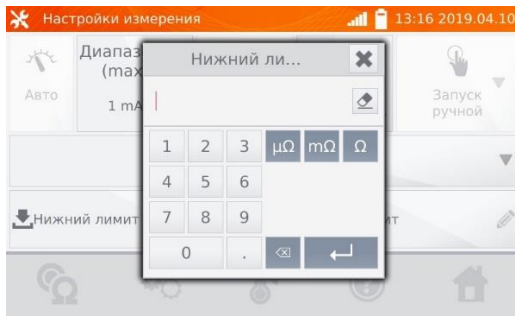 Настройки измерения 13:16 2019.04.10
Диапаз
(max
1 mA
Авто
Запуск
ручной
Нижний ли...
1 2 3 µΩ mΩ Ω
4 5 6
7 8 9
0 .
Нижний лимит
ит